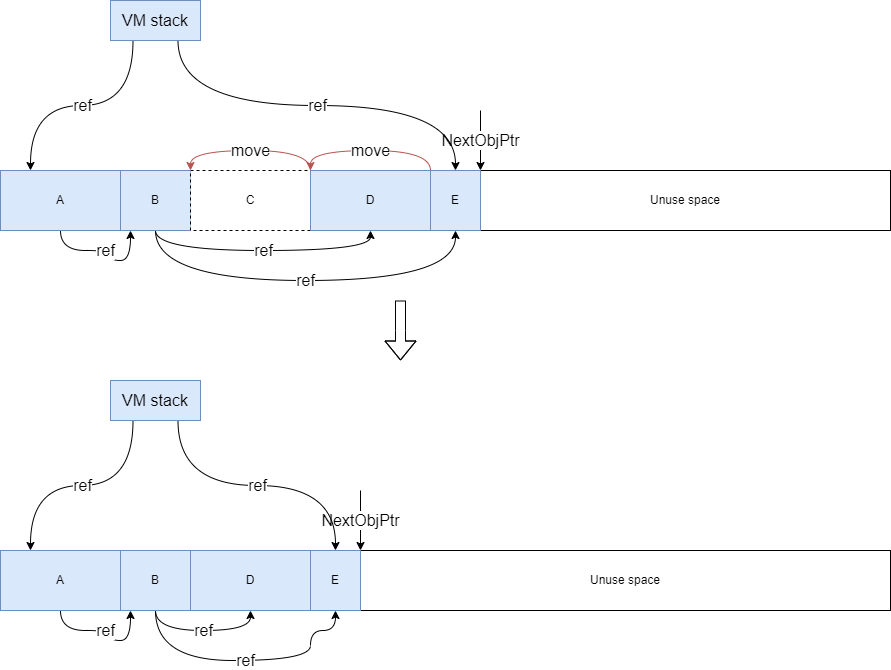 VM stack
ref
ref
NextObjPtr
move
move
A
B
C
D
E
Unuse space
ref
ref
ref
VM stack
ref
ref
NextObjPtr
A
B
D
E
Unuse space
ref
ref
ref